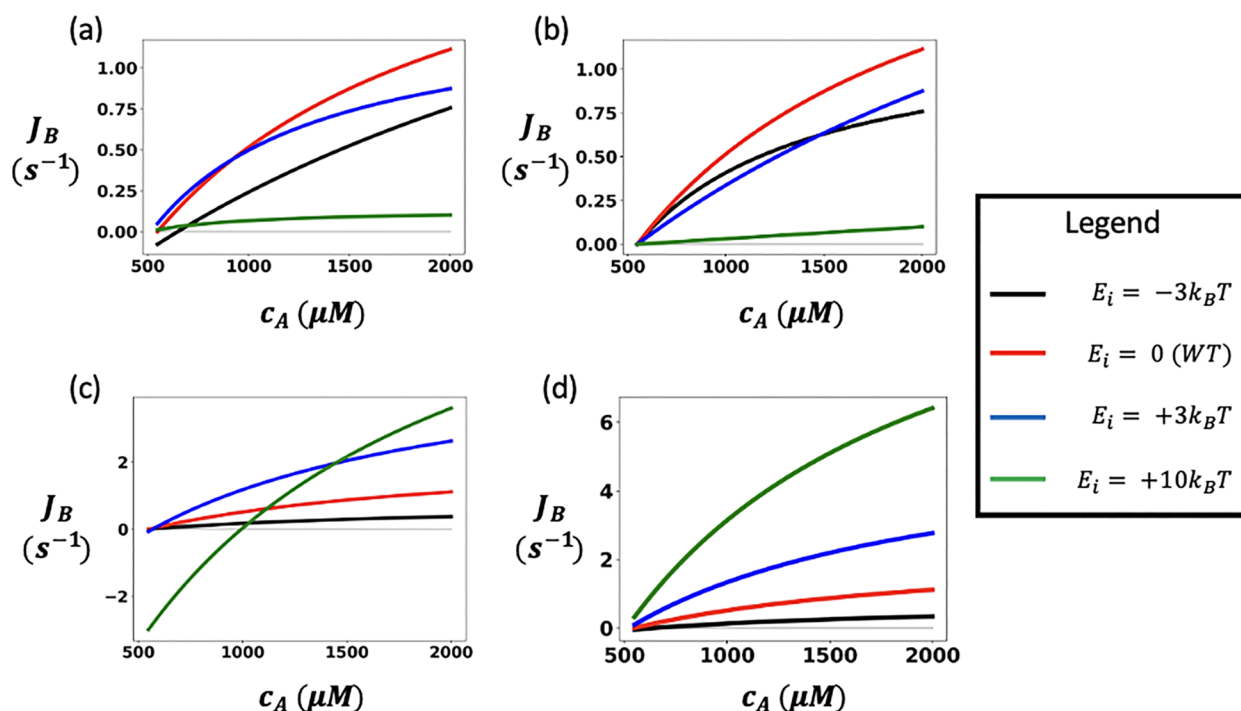 (a)
1.00
0.75
0.50
0.25
0.00
J_B
(s⁻¹)
500 1000 1500 2000
c_A (μM)
(b)
1.00
0.75
0.50
0.25
0.00
J_B
(s⁻¹)
500 1000 1500 2000
c_A (μM)
(c)
2
0
−2
J_B
(s⁻¹)
500 1000 1500 2000
c_A (μM)
(d)
6
4
2
0
J_B
(s⁻¹)
500 1000 1500 2000
c_A (μM)
Legend
E_i = −3k_BT
E_i = 0 (WT)
E_i = +3k_BT
E_i = +10k_BT